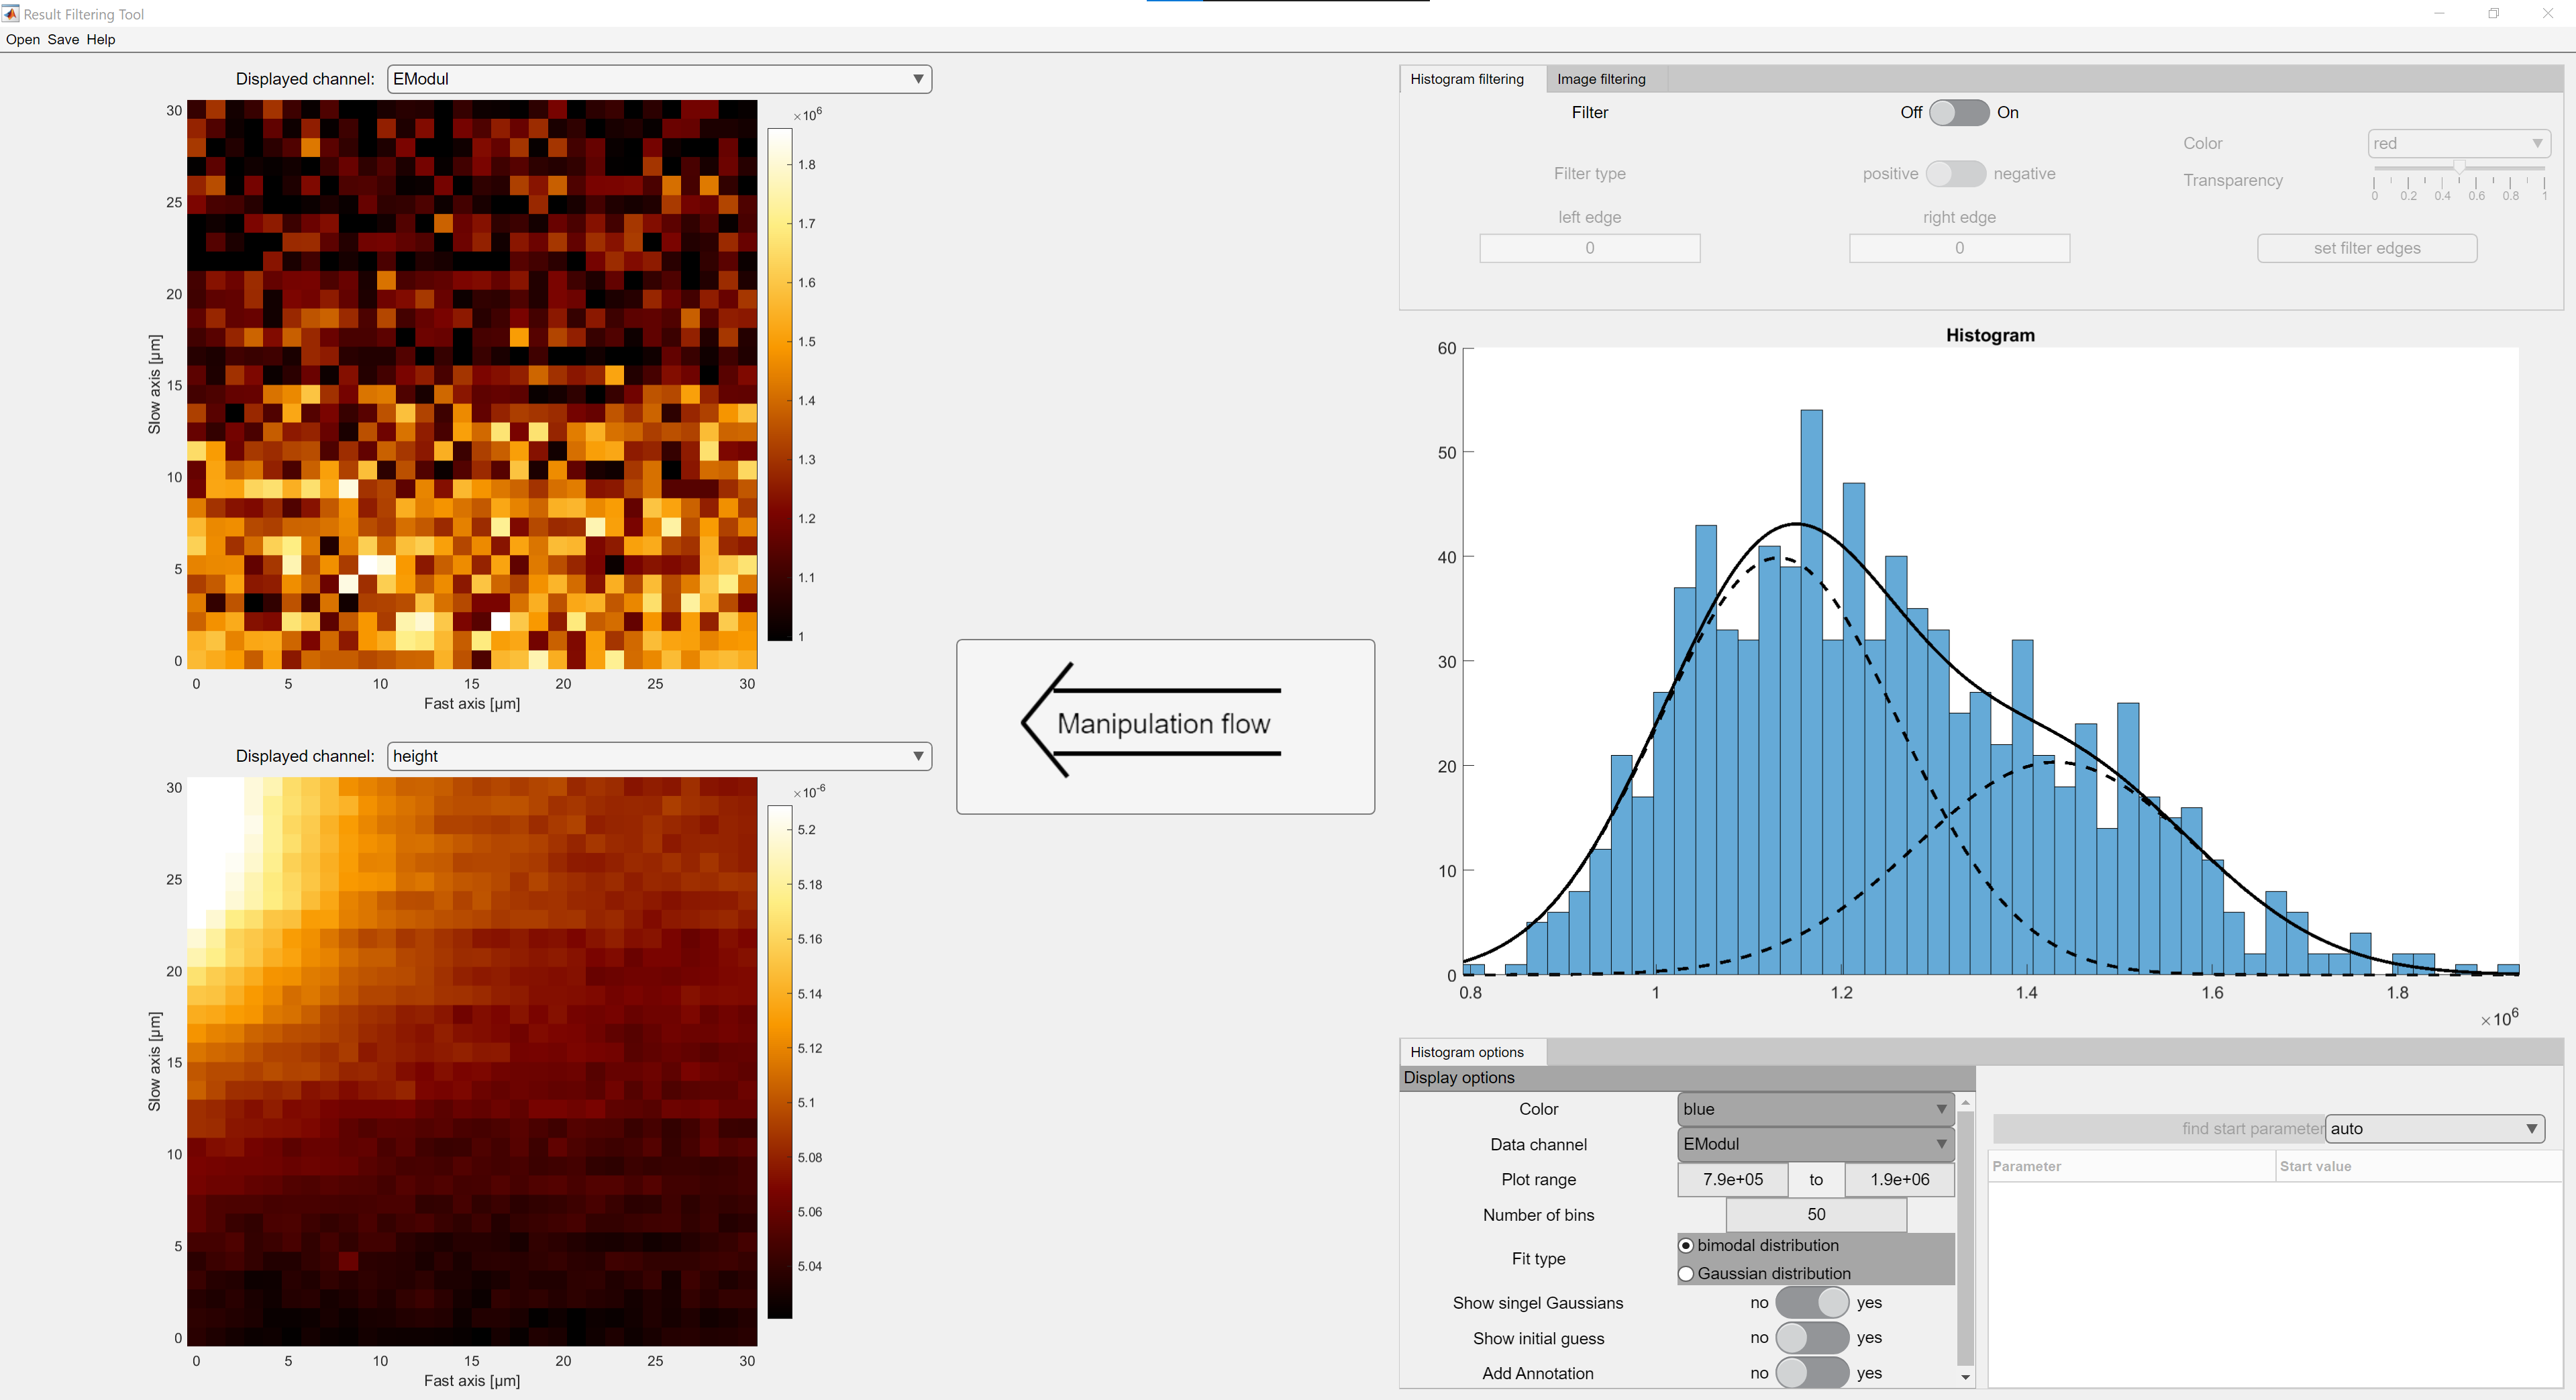 Result Filtering Tool
Open Save Help
Displayed channel: EModul
×10^6
30
25
20
15
10
5
0
Slow axis [µm]
1.8
1.7
1.6
1.5
1.4
1.3
1.2
1.1
1
0 5 10 15 20 25 30
Fast axis [µm]
Displayed channel: height
×10^-6
30
25
20
15
10
5
0
Slow axis [µm]
5.2
5.18
5.16
5.14
5.12
5.1
5.08
5.06
5.04
0 5 10 15 20 25 30
Fast axis [µm]
Manipulation flow
Histogram filtering Image filtering
Filter Off On
Color red
Filter type positive negative
Transparency
0 0.2 0.4 0.6 0.8 1
left edge right edge
0 0 set filter edges
Histogram
60
50
40
30
20
10
0
0.8 1 1.2 1.4 1.6 1.8
×10^6
Histogram options
Display options
Color blue
Data channel EModul
Plot range 7.9e+05 to 1.9e+06
Number of bins 50
Fit type bimodal distribution
Gaussian distribution
Show singel Gaussians no yes
Show initial guess no yes
Add Annotation no yes
find start parameter auto
Parameter Start value